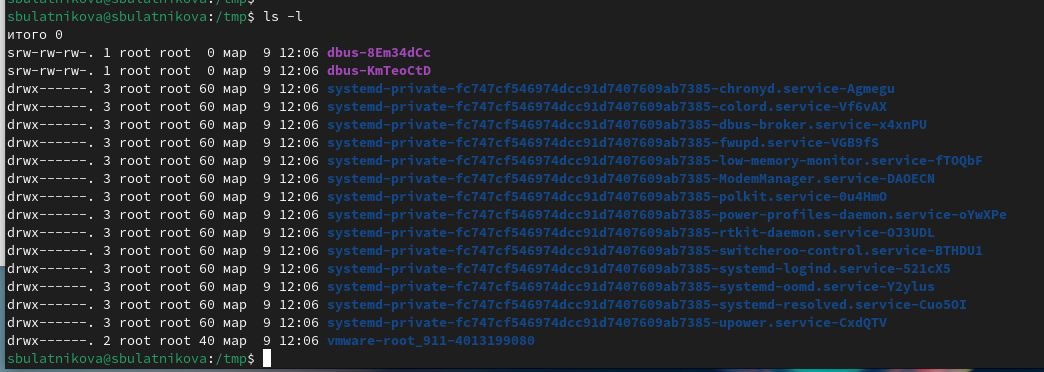 sbulatnikova@sbulatnikova:/tmp$ ls -l
итого 0
srw-rw-rw-. 1 root root  0 мар  9 12:06 dbus-8Em34dCc
srw-rw-rw-. 1 root root  0 мар  9 12:06 dbus-KmTeoCtD
drwx------. 3 root root 60 мар  9 12:06 systemd-private-fc747cf546974dcc91d7407609ab7385-chronyd.service-Agmegu
drwx------. 3 root root 60 мар  9 12:06 systemd-private-fc747cf546974dcc91d7407609ab7385-colord.service-Vf6vAX
drwx------. 3 root root 60 мар  9 12:06 systemd-private-fc747cf546974dcc91d7407609ab7385-dbus-broker.service-x4xnPU
drwx------. 3 root root 60 мар  9 12:06 systemd-private-fc747cf546974dcc91d7407609ab7385-fwupd.service-VGB9fS
drwx------. 3 root root 60 мар  9 12:06 systemd-private-fc747cf546974dcc91d7407609ab7385-low-memory-monitor.service-fTOQbF
drwx------. 3 root root 60 мар  9 12:06 systemd-private-fc747cf546974dcc91d7407609ab7385-ModemManager.service-DAOECN
drwx------. 3 root root 60 мар  9 12:06 systemd-private-fc747cf546974dcc91d7407609ab7385-polkit.service-0u4HmO
drwx------. 3 root root 60 мар  9 12:06 systemd-private-fc747cf546974dcc91d7407609ab7385-power-profiles-daemon.service-oYwXPe
drwx------. 3 root root 60 мар  9 12:06 systemd-private-fc747cf546974dcc91d7407609ab7385-rtkit-daemon.service-OJ3UDL
drwx------. 3 root root 60 мар  9 12:06 systemd-private-fc747cf546974dcc91d7407609ab7385-switcheroo-control.service-BTHDU1
drwx------. 3 root root 60 мар  9 12:06 systemd-private-fc747cf546974dcc91d7407609ab7385-systemd-logind.service-521cX5
drwx------. 3 root root 60 мар  9 12:06 systemd-private-fc747cf546974dcc91d7407609ab7385-systemd-oomd.service-Y2ylus
drwx------. 3 root root 60 мар  9 12:06 systemd-private-fc747cf546974dcc91d7407609ab7385-systemd-resolved.service-Cuo5OI
drwx------. 3 root root 60 мар  9 12:06 systemd-private-fc747cf546974dcc91d7407609ab7385-upower.service-CxdQTV
drwx------. 2 root root 40 мар  9 12:06 vmware-root_911-4013199080
sbulatnikova@sbulatnikova:/tmp$